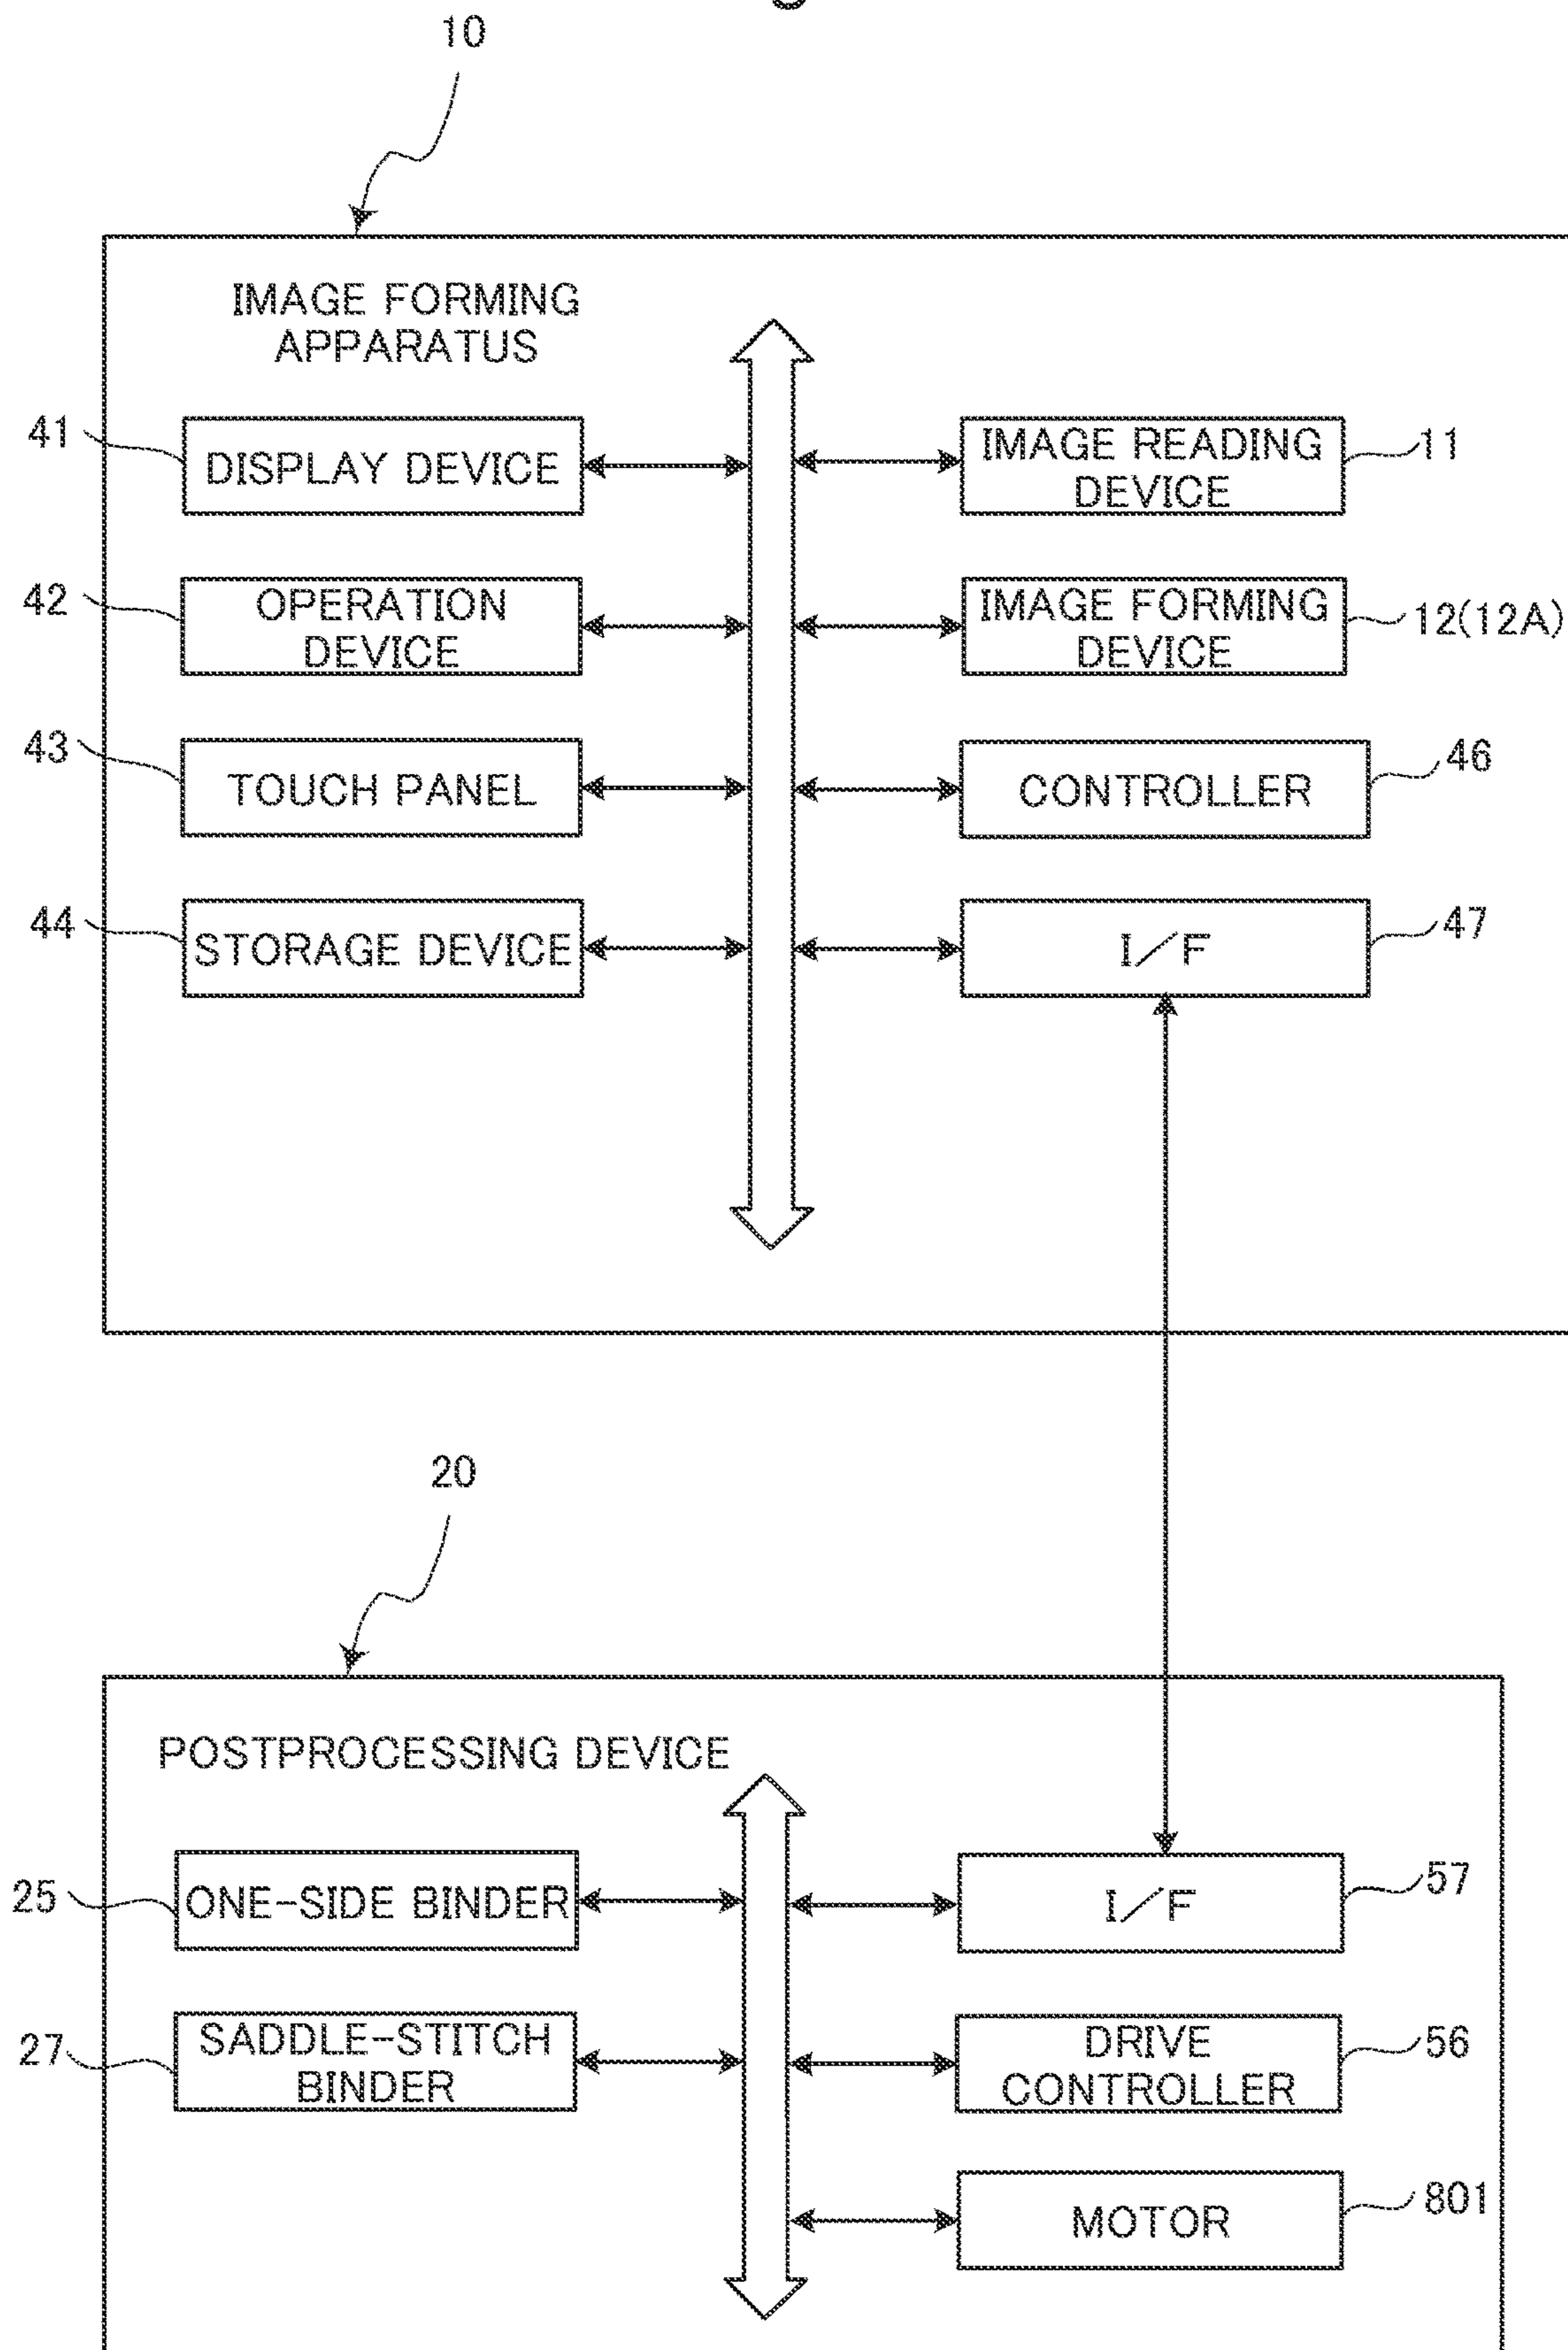 10
IMAGE FORMING
APPARATUS
41
DISPLAY DEVICE
IMAGE READING
DEVICE
11
42
OPERATION
DEVICE
IMAGE FORMING
DEVICE
12(12A)
43
TOUCH PANEL
CONTROLLER
46
44
STORAGE DEVICE
I/F
47
20
POSTPROCESSING DEVICE
25
ONE-SIDE BINDER
I/F
57
27
SADDLE-STITCH
BINDER
DRIVE
CONTROLLER
56
MOTOR
801